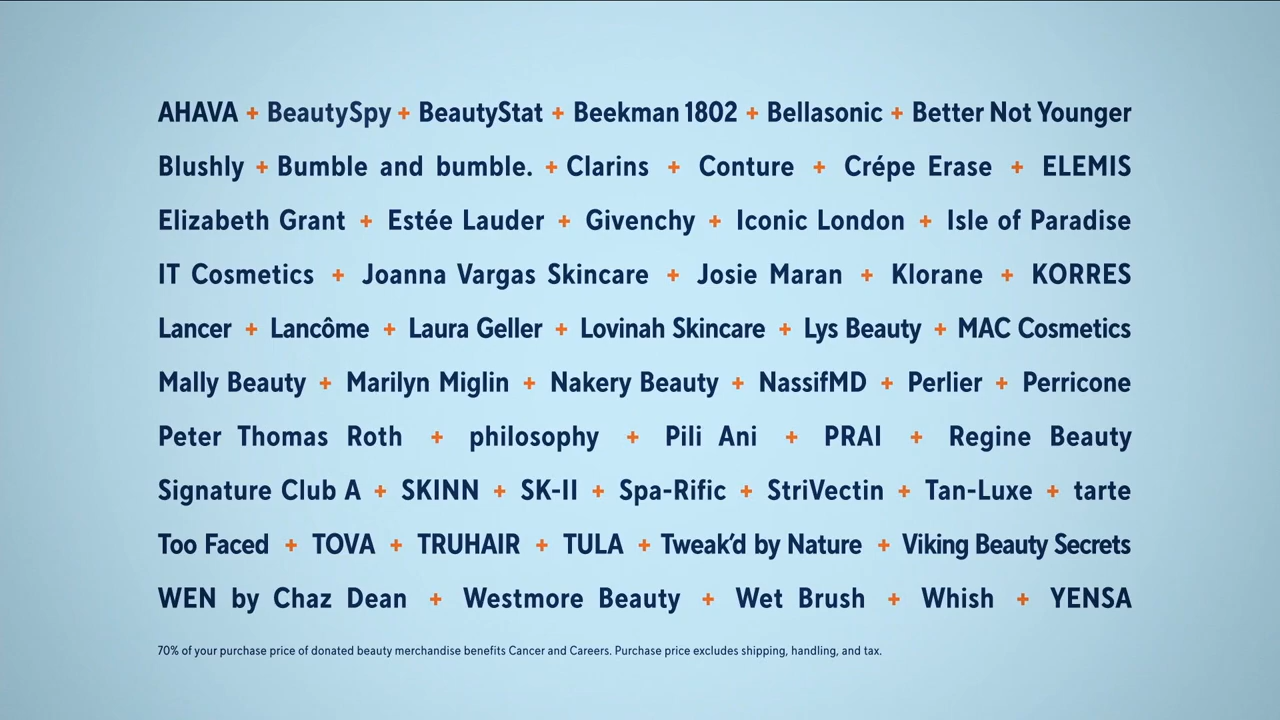 AHAVA + BeautySpy + BeautyStat + Beekman 1802 + Bellasonic + Better Not Younger
Blushly + Bumble and bumble. + Clarins + Conture + Crépe Erase + ELEMIS
Elizabeth Grant + Estée Lauder + Givenchy + Iconic London + Isle of Paradise
IT Cosmetics + Joanna Vargas Skincare + Josie Maran + Klorane + KORRES
Lancer + Lancôme + Laura Geller + Lovinah Skincare + Lys Beauty + MAC Cosmetics
Mally Beauty + Marilyn Miglin + Nakery Beauty + NassifMD + Perlier + Perricone
Peter Thomas Roth + philosophy + Pili Ani + PRAI + Regine Beauty
Signature Club A + SKINN + SK-II + Spa-Rific + StriVectin + Tan-Luxe + tarte
Too Faced + TOVA + TRUHAIR + TULA + Tweak'd by Nature + Viking Beauty Secrets
WEN by Chaz Dean + Westmore Beauty + Wet Brush + Whish + YENSA
70% of your purchase price of donated beauty merchandise benefits Cancer and Careers. Purchase price excludes shipping, handling, and tax.